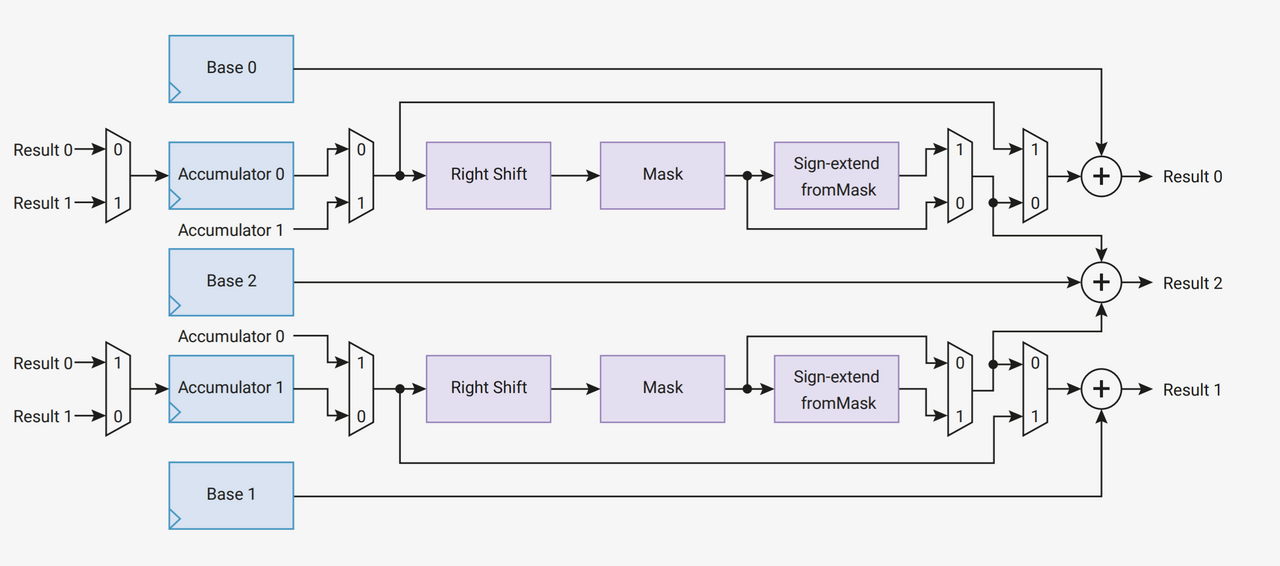 Base 0
Result 0
0
Accumulator 0
0
Right Shift
Mask
Sign-extend
fromMask
1
1
Result 0
Result 1
1
1
0
0
Accumulator 1
Base 2
Result 2
Accumulator 0
Result 0
1
1
0
0
Accumulator 1
Right Shift
Mask
Sign-extend
fromMask
Result 1
Result 1
0
0
1
1
Base 1